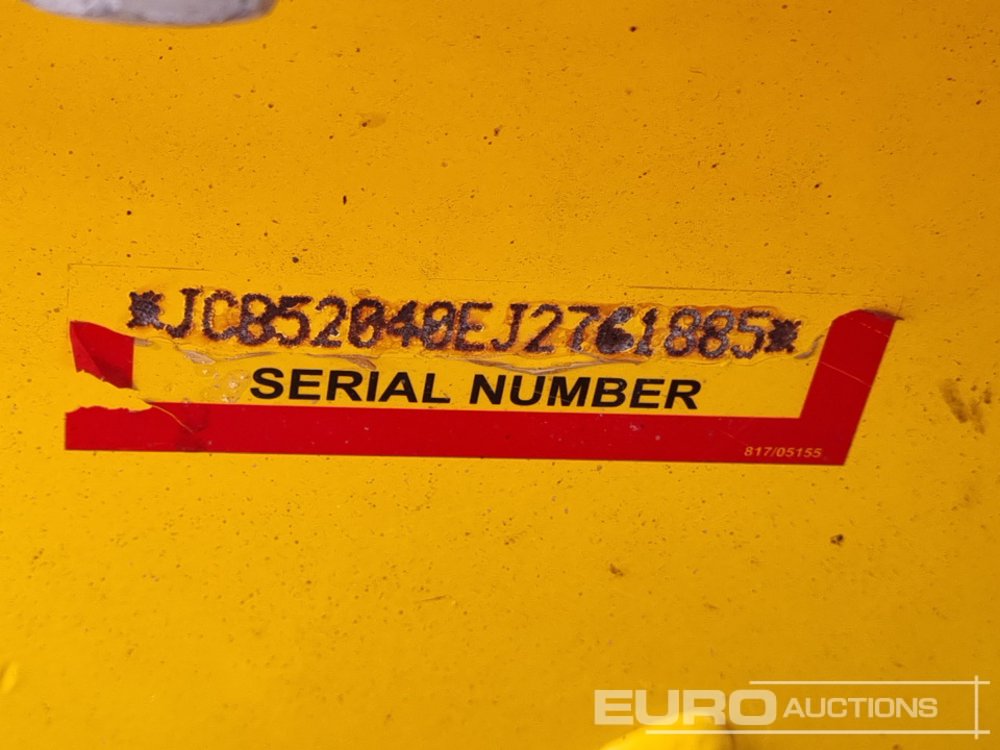 *JCB52040EJ2761885*
SERIAL NUMBER
817/05155
EURO AUCTIONS